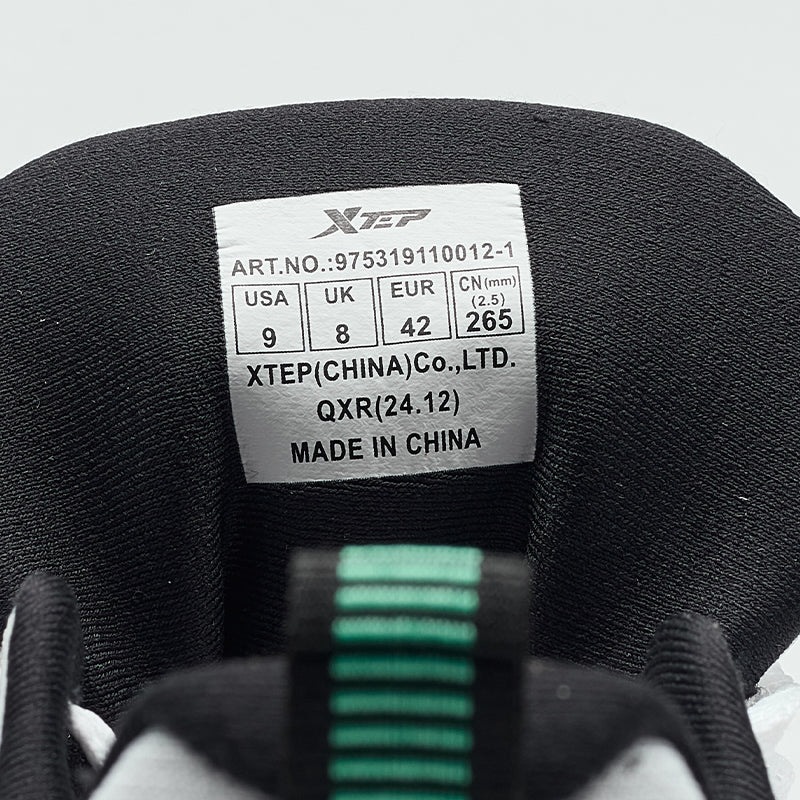 XTEP
ART.NO.:975319110012-1
USA UK EUR CN(mm)
(2.5)
9 8 42 265
XTEP(CHINA)Co.,LTD.
QXR(24.12)
MADE IN CHINA